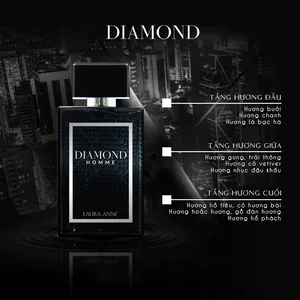 DIAMOND
TẦNG HƯƠNG ĐẦU
Hương bưởi
Hương chanh
Hương lá bạc hà
TẦNG HƯƠNG GIỮA
Hương gừng, trái thông
Hương cỏ vetiver
Hương nhục đậu khấu
TẦNG HƯƠNG CUỐI
Hương hồ tiêu, cỏ hương bài
Hương hoắc hương, gỗ đàn hương
Hương hổ phách
DIAMOND
HOMME
LAURA ANNE